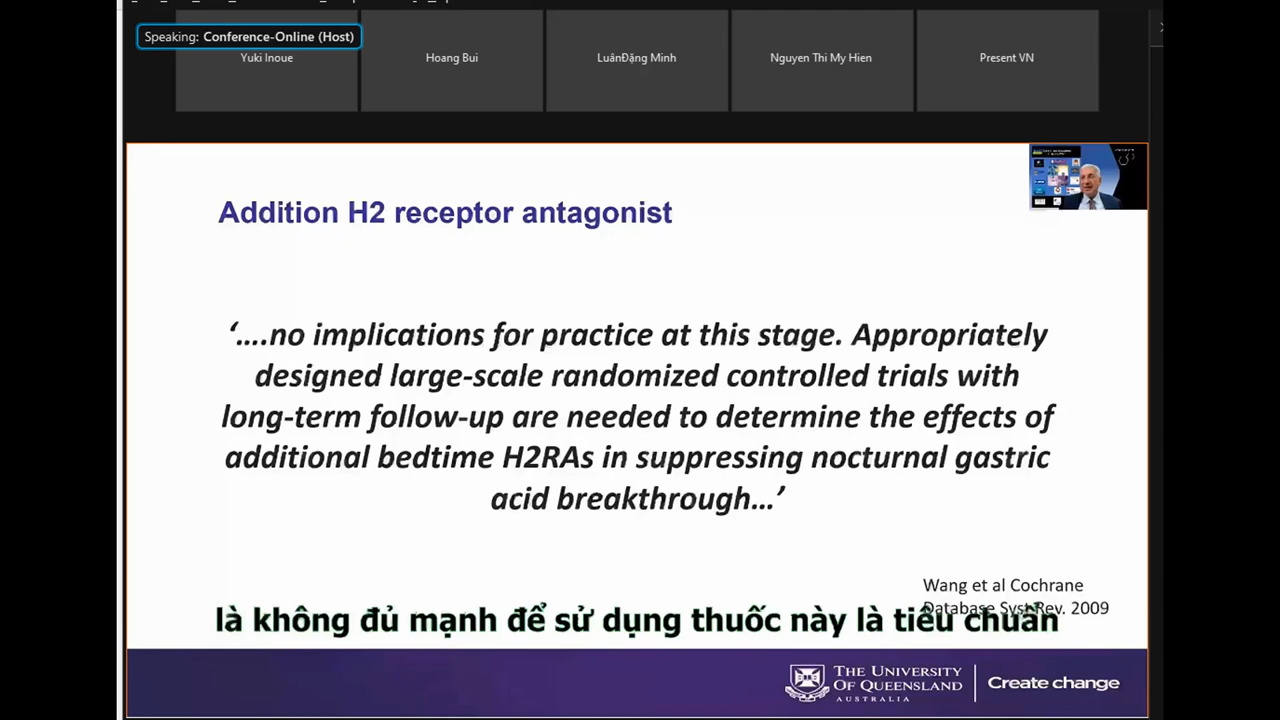 Speaking: Conference-Online (Host)
Yuki Inoue
Hoang Bui
LuânĐặng Minh
Nguyen Thi My Hien
Present VN
Addition H2 receptor antagonist
‘....no implications for practice at this stage. Appropriately
designed large-scale randomized controlled trials with
long-term follow-up are needed to determine the effects of
additional bedtime H2RAs in suppressing nocturnal gastric
acid breakthrough…’
Wang et al Cochrane
Database Syst Rev. 2009
là không đủ mạnh để sử dụng thuốc này là tiêu chuẩn
THE UNIVERSITY
OF QUEENSLAND
AUSTRALIA
Create change